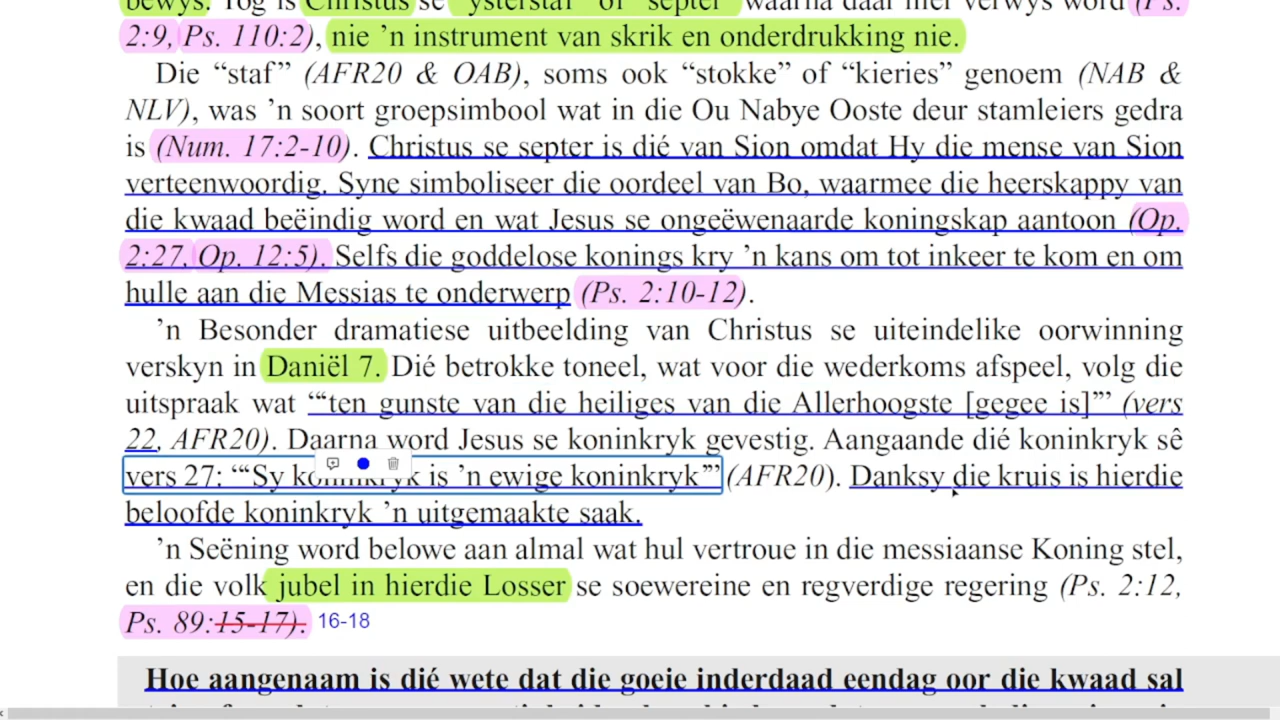 bewys. Tog is Christus se “ysterstaf” of “septer” waarna daar hier verwys word (Ps.
2:9, Ps. 110:2), nie ’n instrument van skrik en onderdrukking nie.
Die “staf” (AFR20 & OAB), soms ook “stokke” of “kieries” genoem (NAB &
NLV), was ’n soort groepsimbool wat in die Ou Nabye Ooste deur stamleiers gedra
is (Num. 17:2-10). Christus se septer is dié van Sion omdat Hy die mense van Sion
verteenwoordig. Syne simboliseer die oordeel van Bo, waarmee die heerskappy van
die kwaad beëindig word en wat Jesus se ongeëwenaarde koningskap aantoon (Op.
2:27, Op. 12:5). Selfs die goddelose konings kry ’n kans om tot inkeer te kom en om
hulle aan die Messias te onderwerp (Ps. 2:10-12).
’n Besonder dramatiese uitbeelding van Christus se uiteindelike oorwinning
verskyn in Daniël 7. Dié betrokke toneel, wat voor die wederkoms afspeel, volg die
uitspraak wat ‘“ten gunste van die heiliges van die Allerhoogste [gegee is]”’ (vers
22, AFR20). Daarna word Jesus se koninkryk gevestig. Aangaande dié koninkryk sê
vers 27: ‘“Sy koninkryk is ’n ewige koninkryk”’ (AFR20). Danksy die kruis is hierdie
beloofde koninkryk ’n uitgemaakte saak.
’n Seëning word belowe aan almal wat hul vertroue in die messiaanse Koning stel,
en die volk jubel in hierdie Losser se soewereine en regverdige regering (Ps. 2:12,
Ps. 89:15-17). 16-18
Hoe aangenaam is dié wete dat die goeie inderdaad eendag oor die kwaad sal